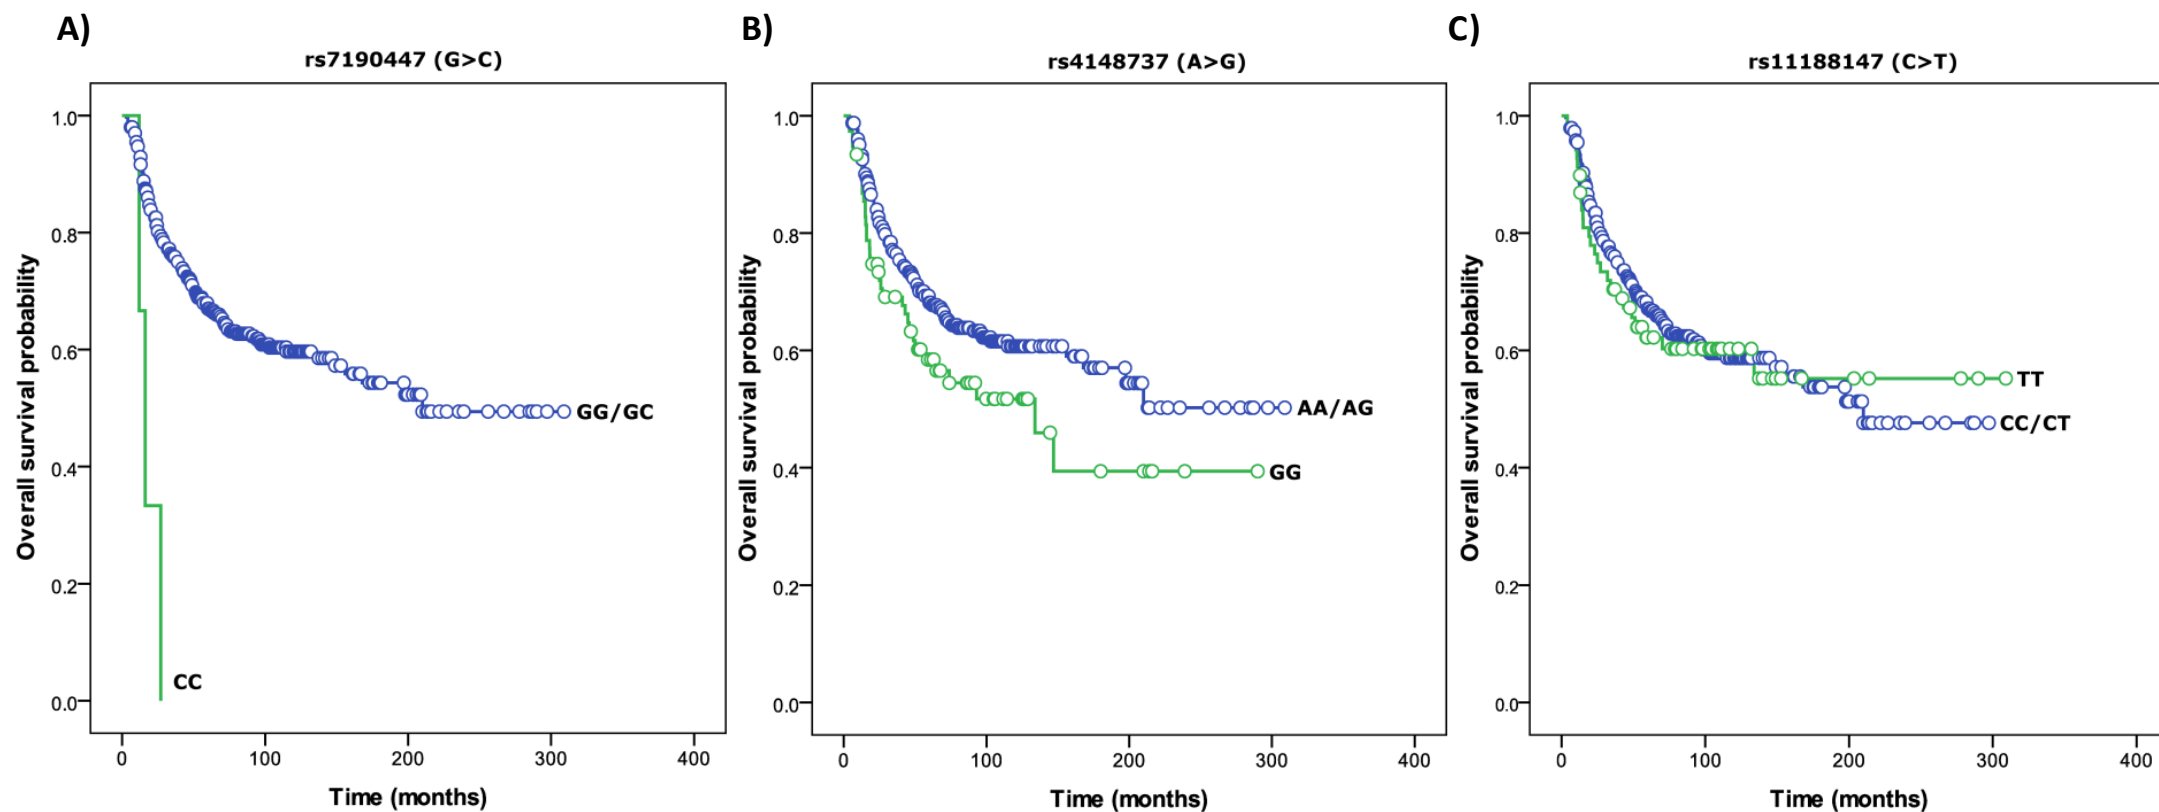 A)
rs7190447 (G>C)
Overall survival probability
1.0
0.8
0.6
0.4
0.2
0.0
GG/GC
CC
0 100 200 300 400
Time (months)
B)
rs4148737 (A>G)
Overall survival probability
1.0
0.8
0.6
0.4
0.2
0.0
AA/AG
GG
0 100 200 300 400
Time (months)
C)
rs11188147 (C>T)
Overall survival probability
1.0
0.8
0.6
0.4
0.2
0.0
TT
CC/CT
0 100 200 300 400
Time (months)